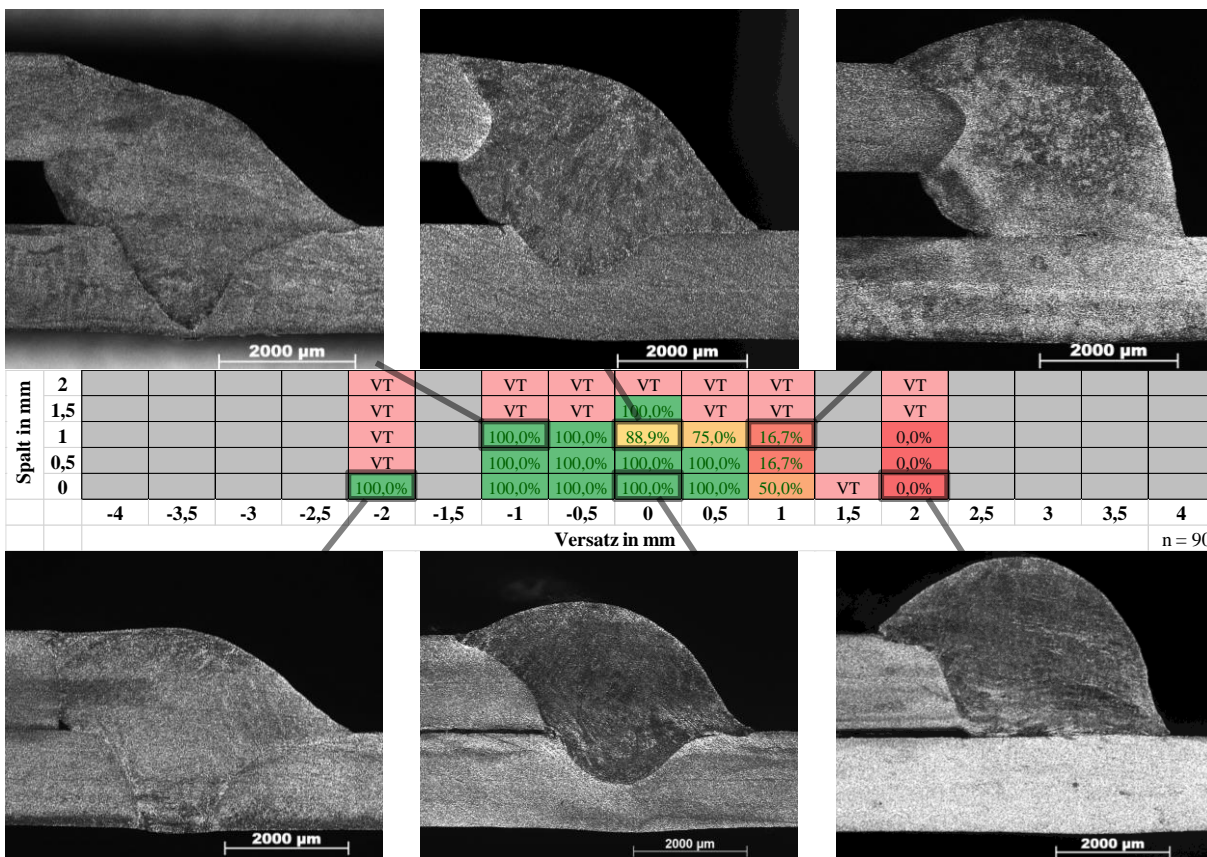 2000 µm 2000 µm 2000 µm
Spalt in mm
2 VT VT VT VT VT VT VT
1,5 VT VT VT 100,0% VT VT VT
1 VT 100,0% 100,0% 88,9% 75,0% 16,7% 0,0%
0,5 VT 100,0% 100,0% 100,0% 100,0% 16,7% 0,0%
0 100,0% 100,0% 100,0% 100,0% 100,0% 50,0% VT 0,0%
-4 -3,5 -3 -2,5 -2 -1,5 -1 -0,5 0 0,5 1 1,5 2 2,5 3 3,5 4
Versatz in mm n = 90
2000 µm 2000 µm 2000 µm